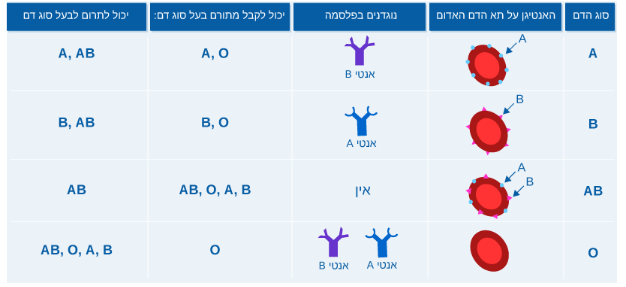 סוג הדם
האנטיגן על תא הדם האדום
נוגדנים בפלסמה
יכול לקבל מתורם בעל סוג דם:
יכול לתרום לבעל סוג דם
A
A
אנטי B
A, O
A, AB
B
B
אנטי A
B, O
B, AB
AB
A
B
אין
AB, O, A, B
AB
O
אנטי A
אנטי B
O
AB, O, A, B